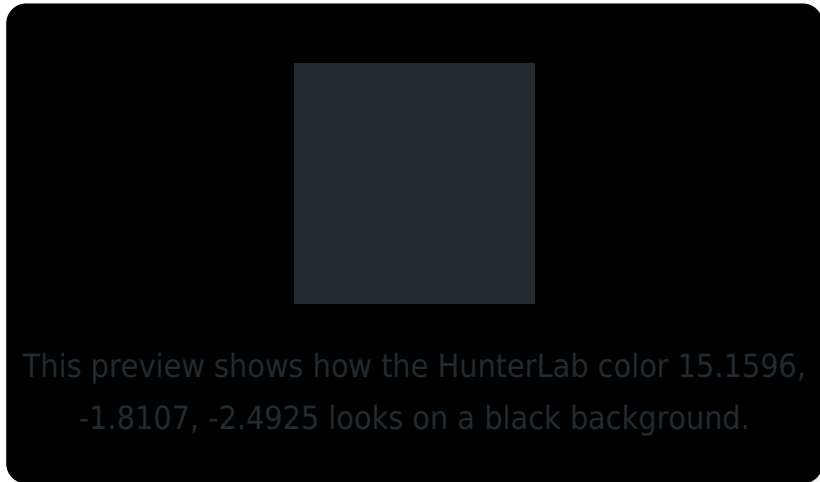 This preview shows how the HunterLab color 15.1596,
-1.8107, -2.4925 looks on a black background.